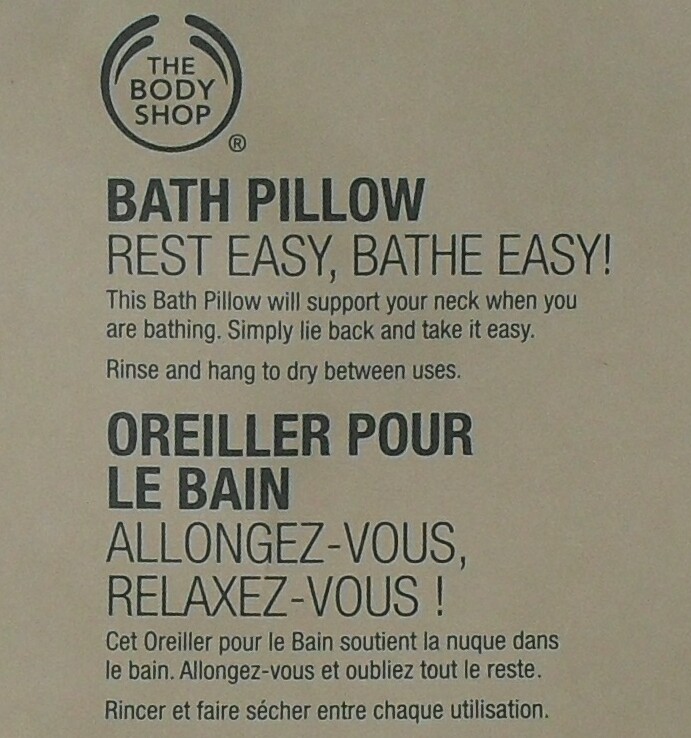 THE
BODY
SHOP
®
BATH PILLOW
REST EASY, BATHE EASY!
This Bath Pillow will support your neck when you
are bathing. Simply lie back and take it easy.
Rinse and hang to dry between uses.
OREILLER POUR
LE BAIN
ALLONGEZ-VOUS,
RELAXEZ-VOUS !
Cet Oreiller pour le Bain soutient la nuque dans
le bain. Allongez-vous et oubliez tout le reste.
Rincer et faire sécher entre chaque utilisation.